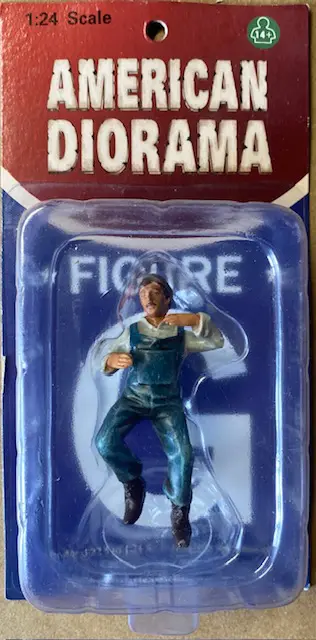 1:24 Scale
14+
AMERICAN
DIORAMA
FIGURE